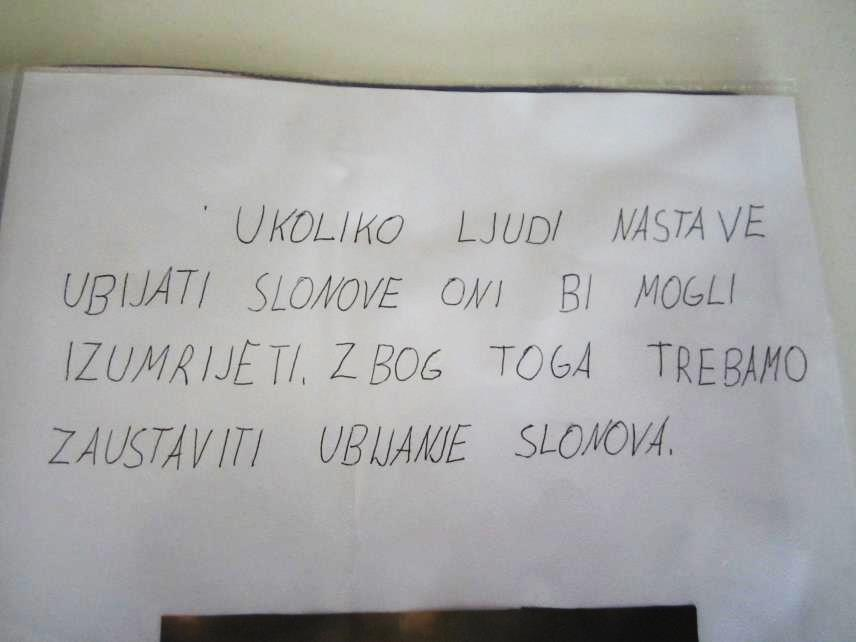 UKOLIKO LJUDI NASTAVE
UBIJATI SLONOVE ONI BI MOGLI
IZUMRIJETI. ZBOG TOGA TREBAMO
ZAUSTAVITI UBIJANJE SLONOVA.